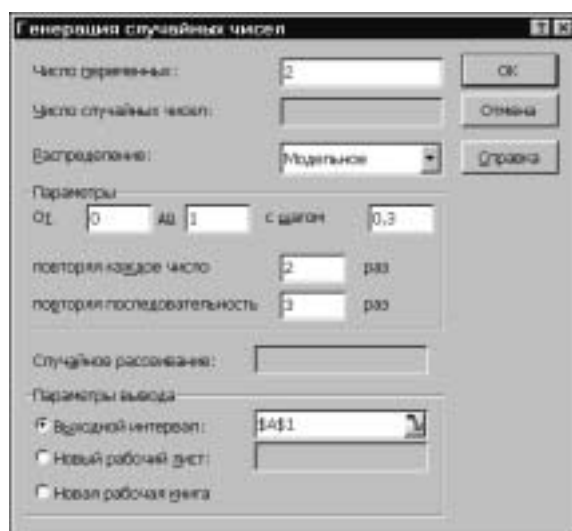 Генерация случайных чисел
Число переменных: 2 ОК
Число случайных чисел: Отмена
Распределение: Модельное Справка
Параметры
От 0 до 1 с шагом 0,3
повторяя каждое число 2 раз
повторяя последовательность 3 раз
Случайное рассеивание:
Параметры вывода
Выходной интервал: $A$1
Новый рабочий лист:
Новая рабочая книга